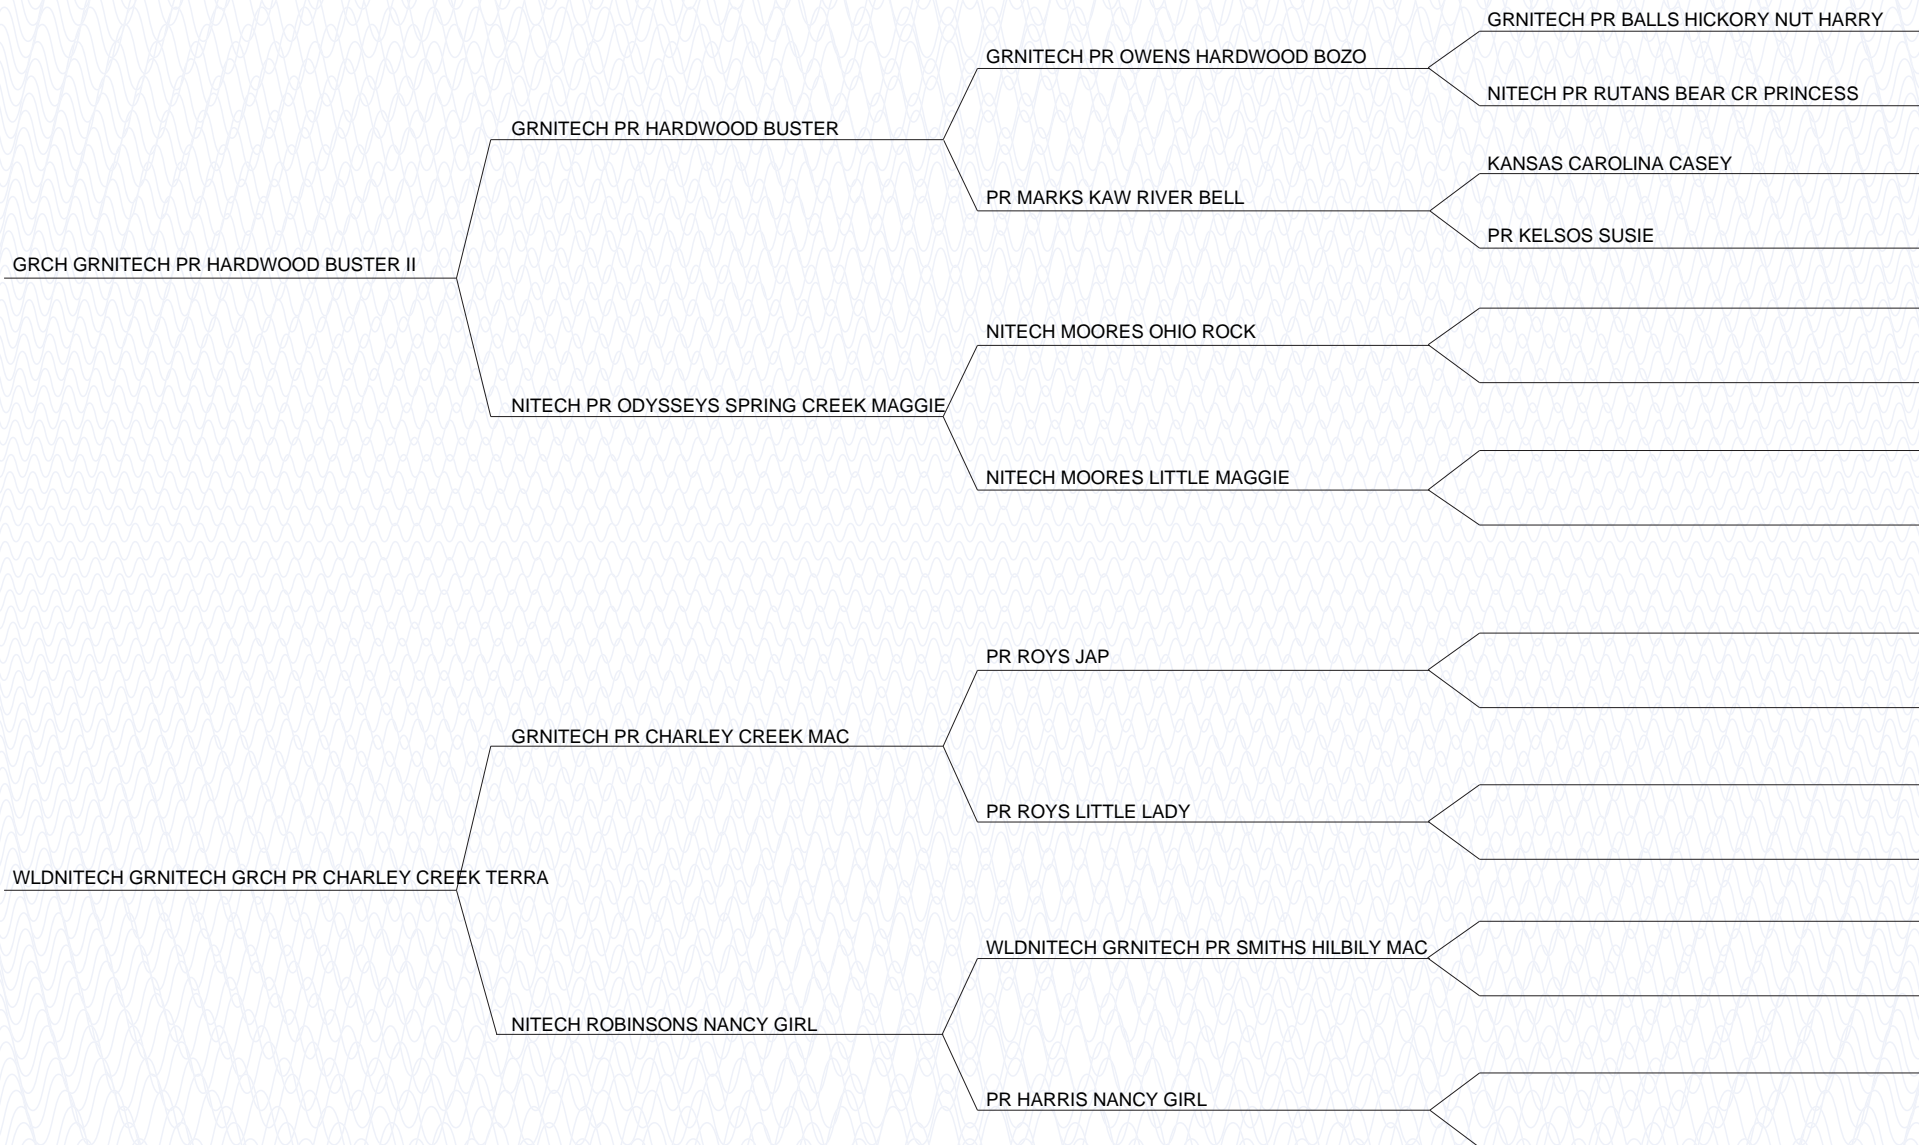 GRNITECH PR BALLS HICKORY NUT HARRY
GRNITECH PR OWENS HARDWOOD BOZO
NITECH PR RUTANS BEAR CR PRINCESS
GRNITECH PR HARDWOOD BUSTER
KANSAS CAROLINA CASEY
PR MARKS KAW RIVER BELL
PR KELSOS SUSIE
GRCH GRNITECH PR HARDWOOD BUSTER II
NITECH MOORES OHIO ROCK
NITECH PR ODYSSEYS SPRING CREEK MAGGIE
NITECH MOORES LITTLE MAGGIE
PR ROYS JAP
GRNITECH PR CHARLEY CREEK MAC
PR ROYS LITTLE LADY
WLDNITECH GRNITECH GRCH PR CHARLEY CREEK TERRA
WLDNITECH GRNITECH PR SMITHS HILBILY MAC
NITECH ROBINSONS NANCY GIRL
PR HARRIS NANCY GIRL